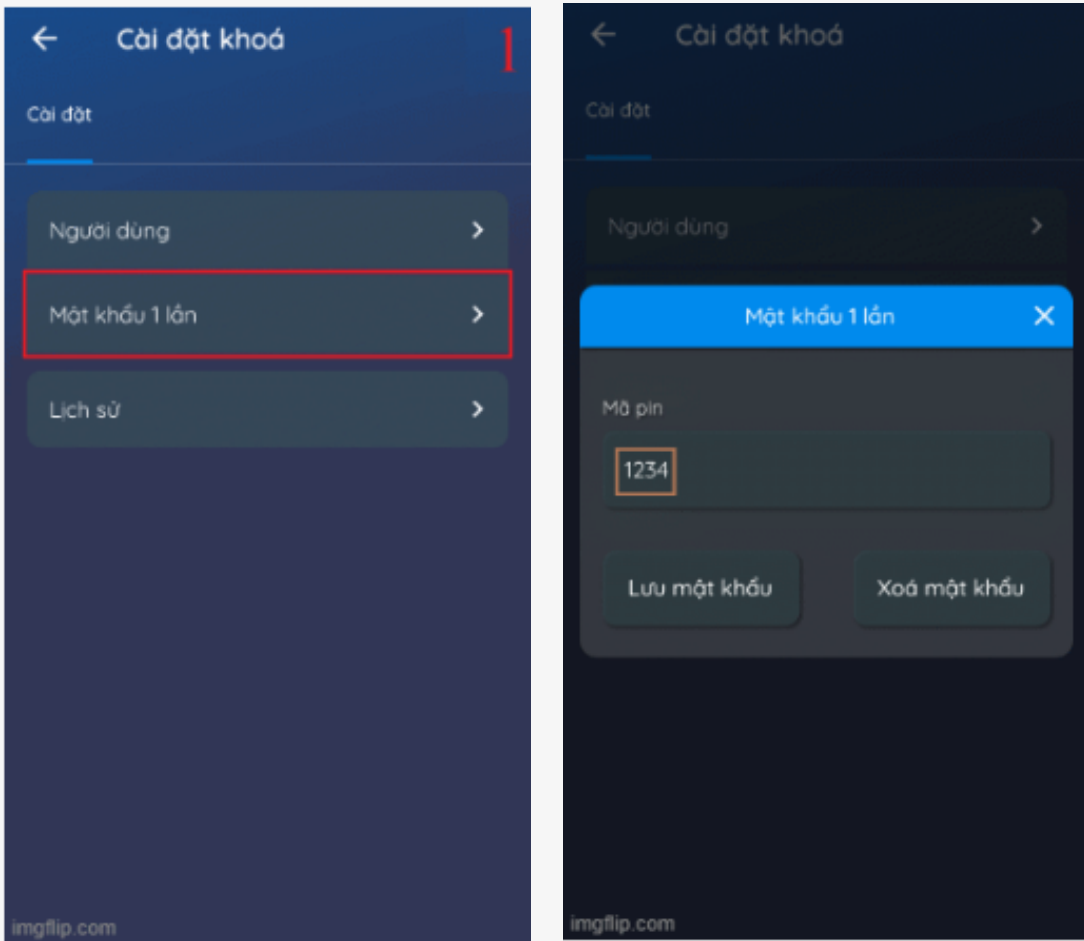 Cài đặt khoá
1
Cài đặt
Người dùng
Mật khẩu 1 lần
Lịch sử
imgflip.com
Cài đặt khoá
Cài đặt
Người dùng
Mật khẩu 1 lần
Mã pin
1234
Lưu mật khẩu
Xoá mật khẩu
imgflip.com